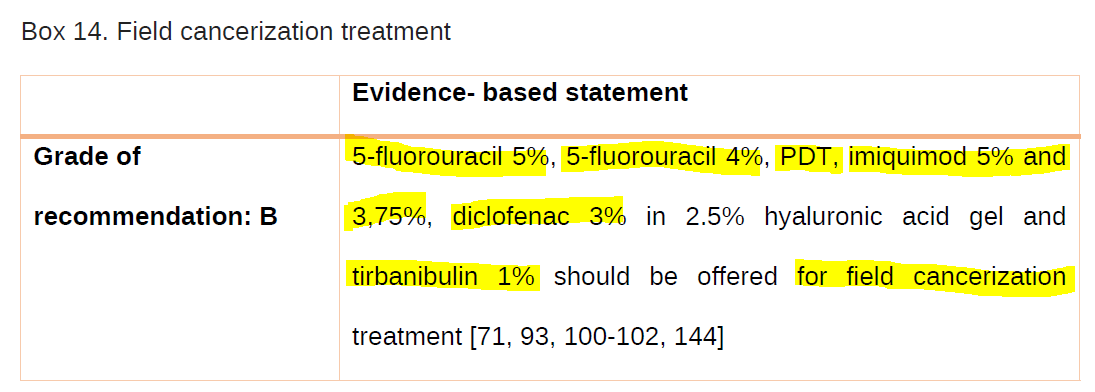 Box 14. Field cancerization treatment
Evidence- based statement
Grade of
recommendation: B
5-fluorouracil 5%, 5-fluorouracil 4%, PDT, imiquimod 5% and
3,75%, diclofenac 3% in 2.5% hyaluronic acid gel and
tirbanibulin 1% should be offered for field cancerization
treatment [71, 93, 100-102, 144]